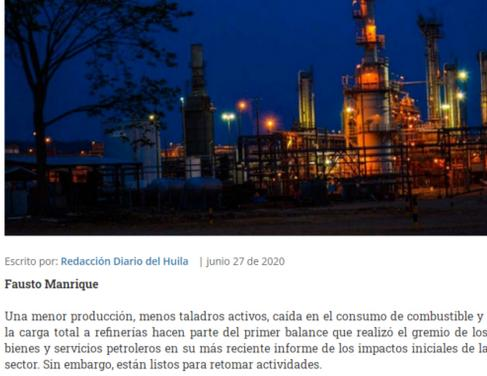 Escrito por: Redacción Diario del Huila | junio 27 de 2020
Fausto Manrique
Una menor producción, menos taladros activos, caída en el consumo de combustible y
la carga total a refinerías hacen parte del primer balance que realizó el gremio de los
bienes y servicios petroleros en su más reciente informe de los impactos iniciales de la
sector. Sin embargo, están listos para retomar actividades.